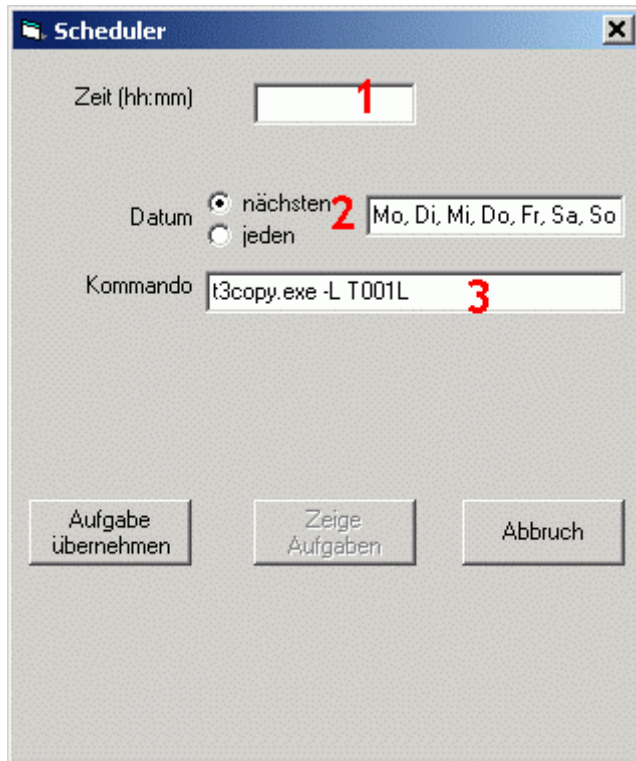 Scheduler
Zeit (hh:mm)
1
nächsten
Datum
2
Mo, Di, Mi, Do, Fr, Sa, So
jeden
Kommando
t3copy.exe -L T001L
3
Aufgabe
übernehmen
Zeige
Aufgaben
Abbruch